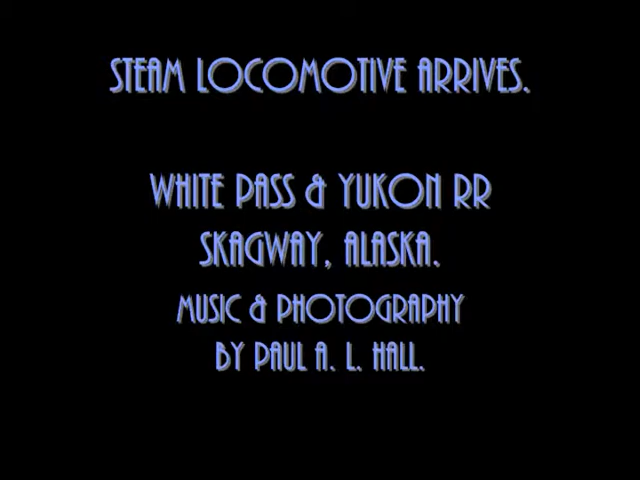 STEAM LOCOMOTIVE ARRIVES.
WHITE PASS & YUKON RR
SKAGWAY, ALASKA.
MUSIC & PHOTOGRAPHY
BY PAUL A. L. HALL.